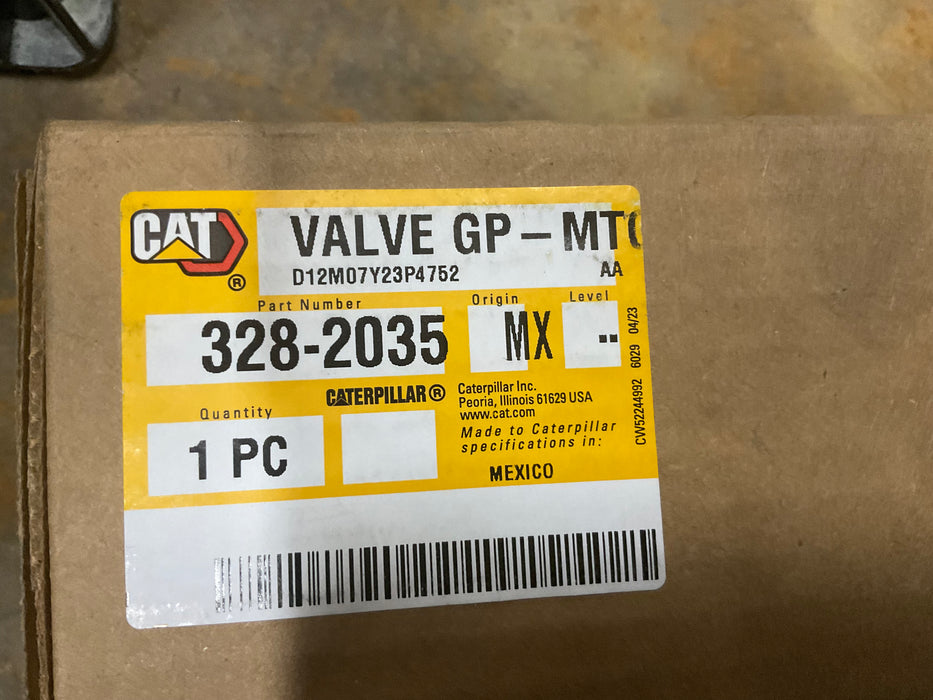 CAT ®
VALVE GP – MT
D12M07Y23P4752
AA
Part Number
328-2035
Origin
MX
Level
--
CATERPILLAR®
Caterpillar Inc.
Peoria, Illinois 61629 USA
www.cat.com
Made to Caterpillar
specifications in:
MEXICO
Quantity
1 PC
CW52244992 6029 04/23